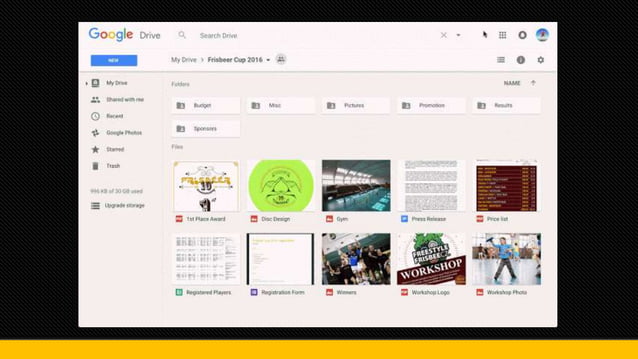 Google Drive
Search Drive
NEW
My Drive > Frisbeer Cup 2016
My Drive
Shared with me
Recent
Google Photos
Starred
Trash
996 KB of 30 GB used
Upgrade storage
Folders
NAME
Budget
Misc
Pictures
Promotion
Results
Sponsors
Files
FRISBEER
1st Place Award
Disc Design
Gym
Press Release
Price list
Registered Players
Registration Form
Winners
FREESTYLE
FRISBEE
WORKSHOP
Workshop Logo
Workshop Photo